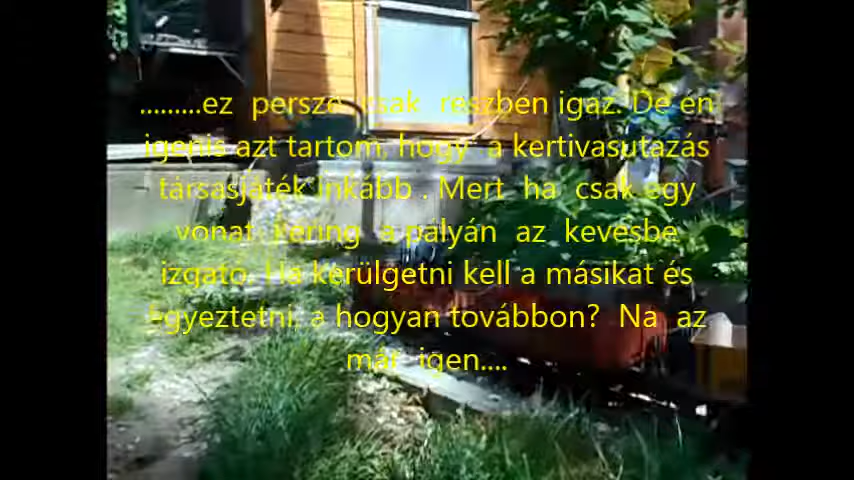 .........ez persze csak részben igaz. De én
igenis azt tartom, hogy a kertivasutazás
társasjáték inkább . Mert ha csak egy
vonat kering a pályán az kevésbé
izgató. Ha kerülgetni kell a másikat és
egyeztetni, a hogyan továbbon? Na az
már igen....